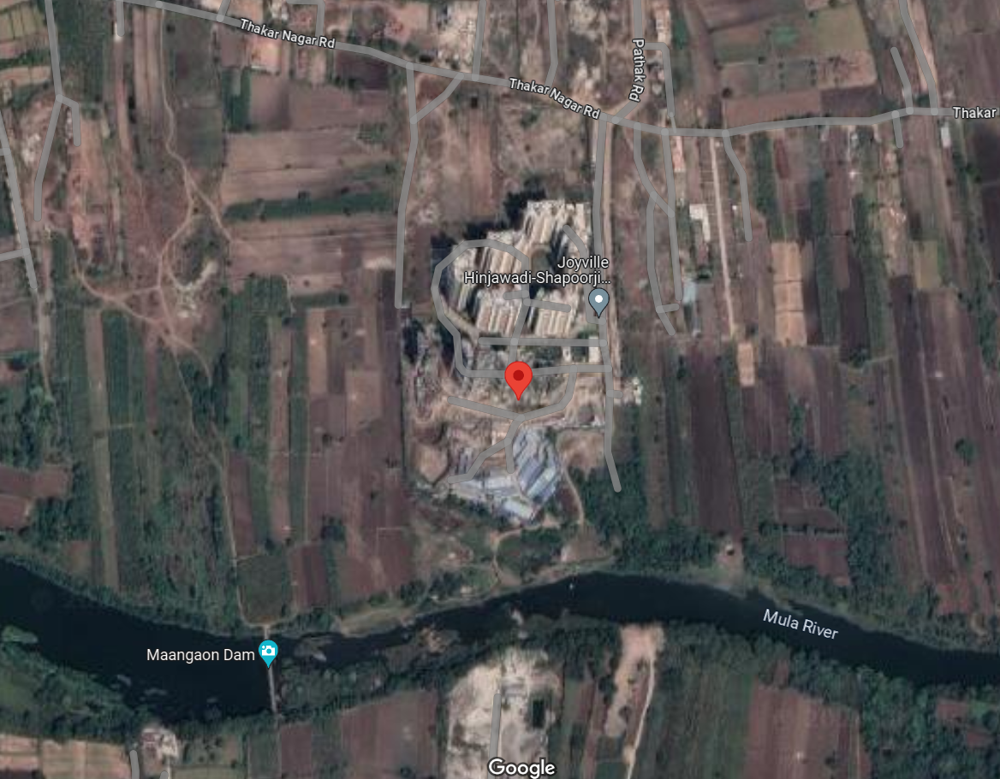 Thakar Nagar Rd
Pathak Rd
Thakar Nagar Rd
Thakar
Joyville
Hinjawadi-Shapoorji...
Mula River
Maangaon Dam
Google